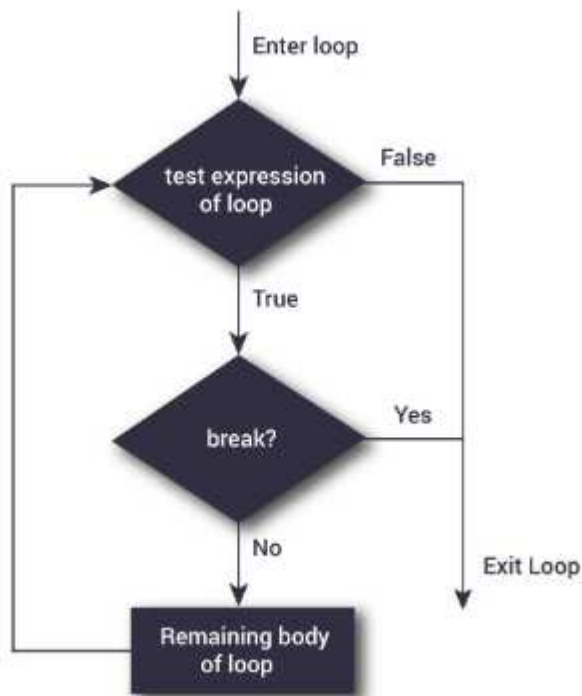 Enter loop
test expression
of loop
False
True
break?
Yes
No
Exit Loop
Remaining body
of loop